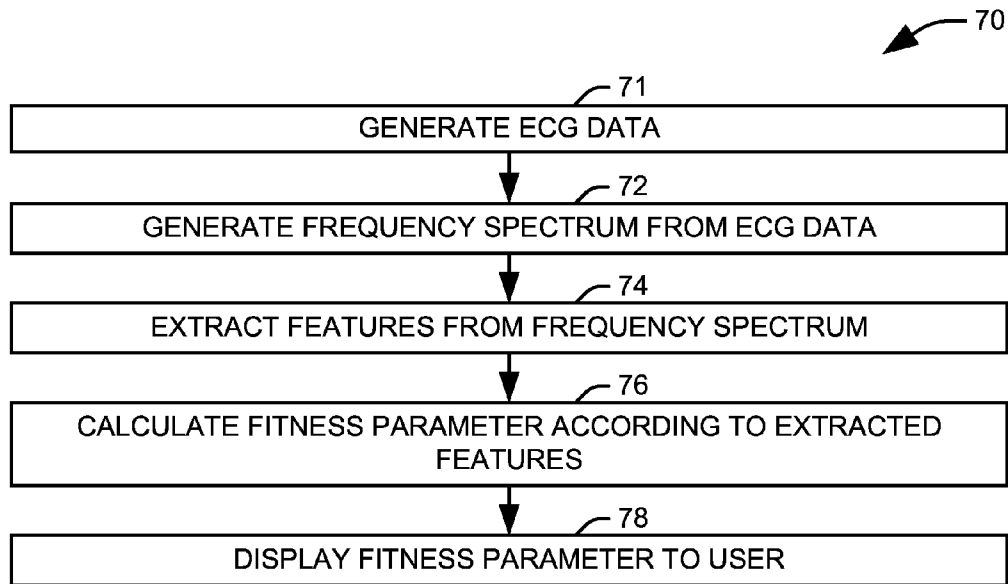 70
71
GENERATE ECG DATA
72
GENERATE FREQUENCY SPECTRUM FROM ECG DATA
74
EXTRACT FEATURES FROM FREQUENCY SPECTRUM
76
CALCULATE FITNESS PARAMETER ACCORDING TO EXTRACTED
FEATURES
78
DISPLAY FITNESS PARAMETER TO USER